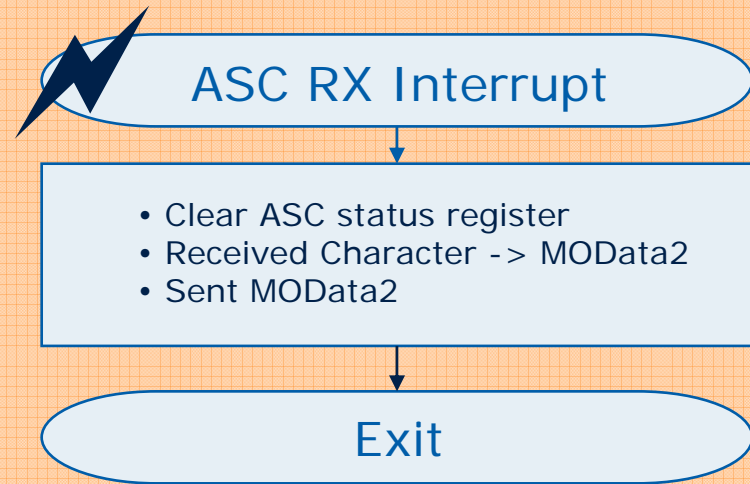 ASC RX Interrupt
• Clear ASC status register
• Received Character -> MOData2
• Sent MOData2
Exit